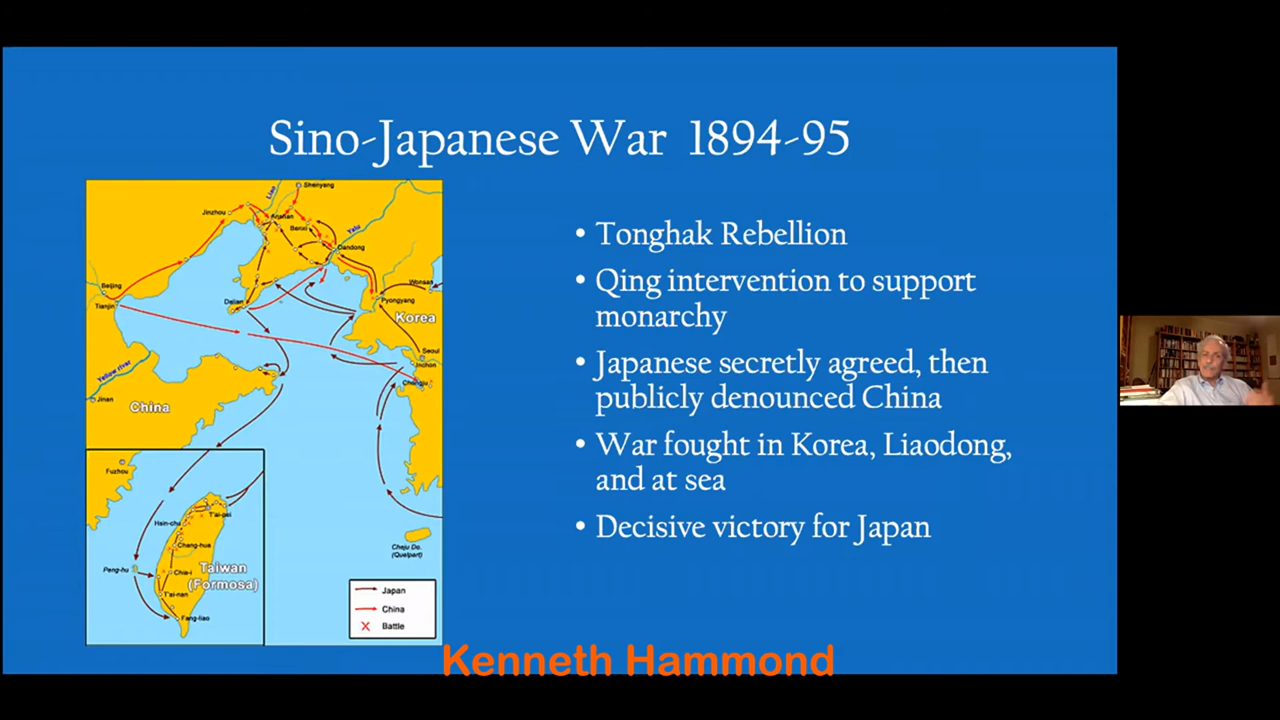 Sino-Japanese War 1894-95
• Tonghak Rebellion
• Qing intervention to support
monarchy
• Japanese secretly agreed, then
publicly denounced China
• War fought in Korea, Liaodong,
and at sea
• Decisive victory for Japan
Shenyang
Liao
Jinzhou
Anshan
Benxi
Yalu
Dandong
Beijing
Tianjin
Wonsan
Dalian
Pyongyang
Korea
Seoul
Inchon
Yellow river
China
Jinan
Fuzhou
T'ai-pei
Hsin-chu
Chang-hua
Peng-hu
Chia-i
Taiwan
(Formosa)
T'ai-nan
Fang-liao
Cheju Do.
(Quelpart)
Japan
China
Battle
Kenneth Hammond